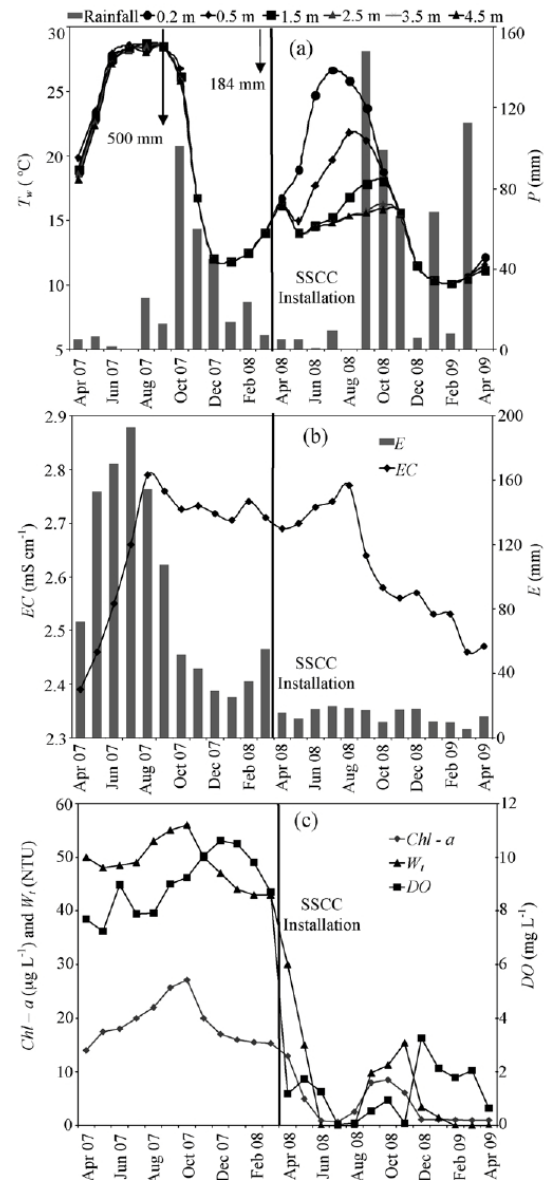 Rainfall 0.2 m 0.5 m 1.5 m 2.5 m 3.5 m 4.5 m
(a)
30
25
20
15
10
5
T_w (°C)
160
120
80
40
0
P (mm)
500 mm
184 mm
SSCC
Installation
Apr 07
Jun 07
Aug 07
Oct 07
Dec 07
Feb 08
Apr 08
Jun 08
Aug 08
Oct 08
Dec 08
Feb 09
Apr 09
(b)
2.9
2.8
2.7
2.6
2.5
2.4
2.3
EC (mS cm⁻¹)
200
160
120
80
40
0
E (mm)
E
EC
SSCC
Installation
Apr 07
Jun 07
Aug 07
Oct 07
Dec 07
Feb 08
Apr 08
Jun 08
Aug 08
Oct 08
Dec 08
Feb 09
Apr 09
(c)
60
50
40
30
20
10
0
Chl – a (µg L⁻¹) and W_t (NTU)
12
10
8
6
4
2
0
DO (mg L⁻¹)
Chl - a
W_t
DO
SSCC
Installation
Apr 07
Jun 07
Aug 07
Oct 07
Dec 07
Feb 08
Apr 08
Jun 08
Aug 08
Oct 08
Dec 08
Feb 09
Apr 09